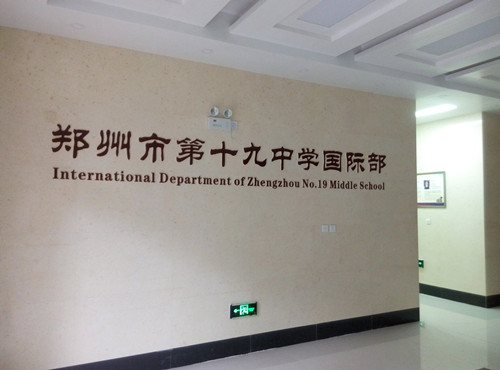 郑州市第十九中学国际部
International Department of Zhengzhou No.19 Middle School